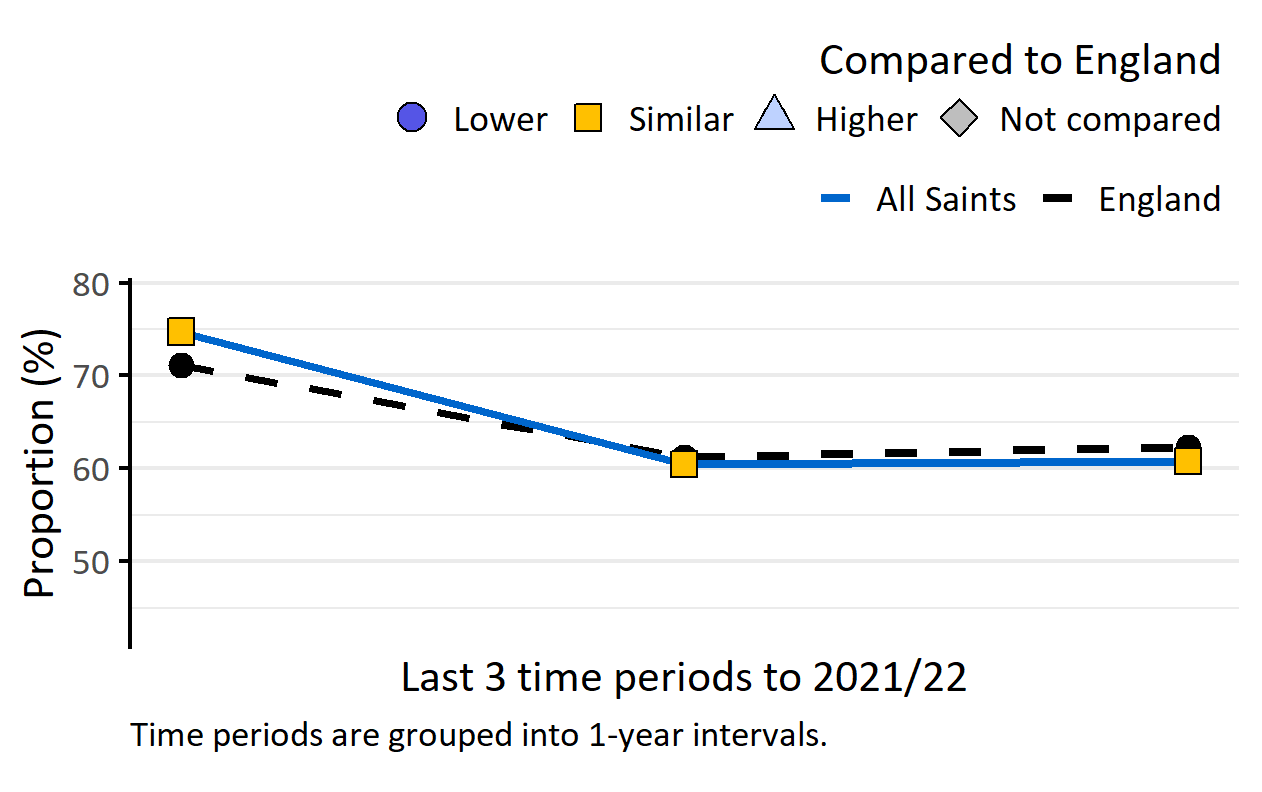 Compared to England
Lower Similar Higher Not compared
All Saints England
80
70
60
50
Proportion (%)
Last 3 time periods to 2021/22
Time periods are grouped into 1-year intervals.